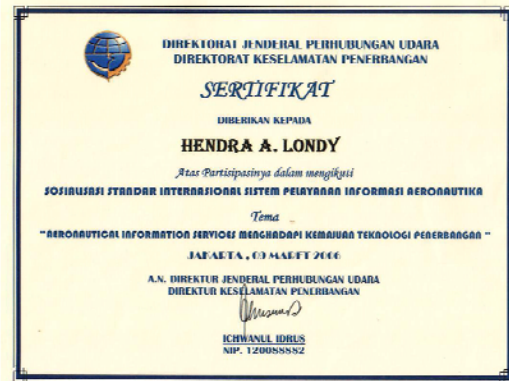 DIREKTORAT JENDERAL PERHUBUNGAN UDARA
DIREKTORAT KESELAMATAN PENERBANGAN
SERTIFIKAT
DIBERIKAN KEPADA
HENDRA A. LONDY
Atas Partisipasinya dalam mengikuti
SOSIALISASI STANDAR INTERNASIONAL SISTEM PELAYANAN INFORMASI AERONAUTIKA
Tema
"AERONAUTICAL INFORMATION SERVICES MENGHADAPI KEMAJUAN TEKNOLOGI PENERBANGAN "
JAKARTA , 09 MARET 2006
A.N. DIREKTUR JENDERAL PERHUBUNGAN UDARA
DIREKTUR KESELAMATAN PENERBANGAN
ICHWANUL IDRUS
NIP. 120088882